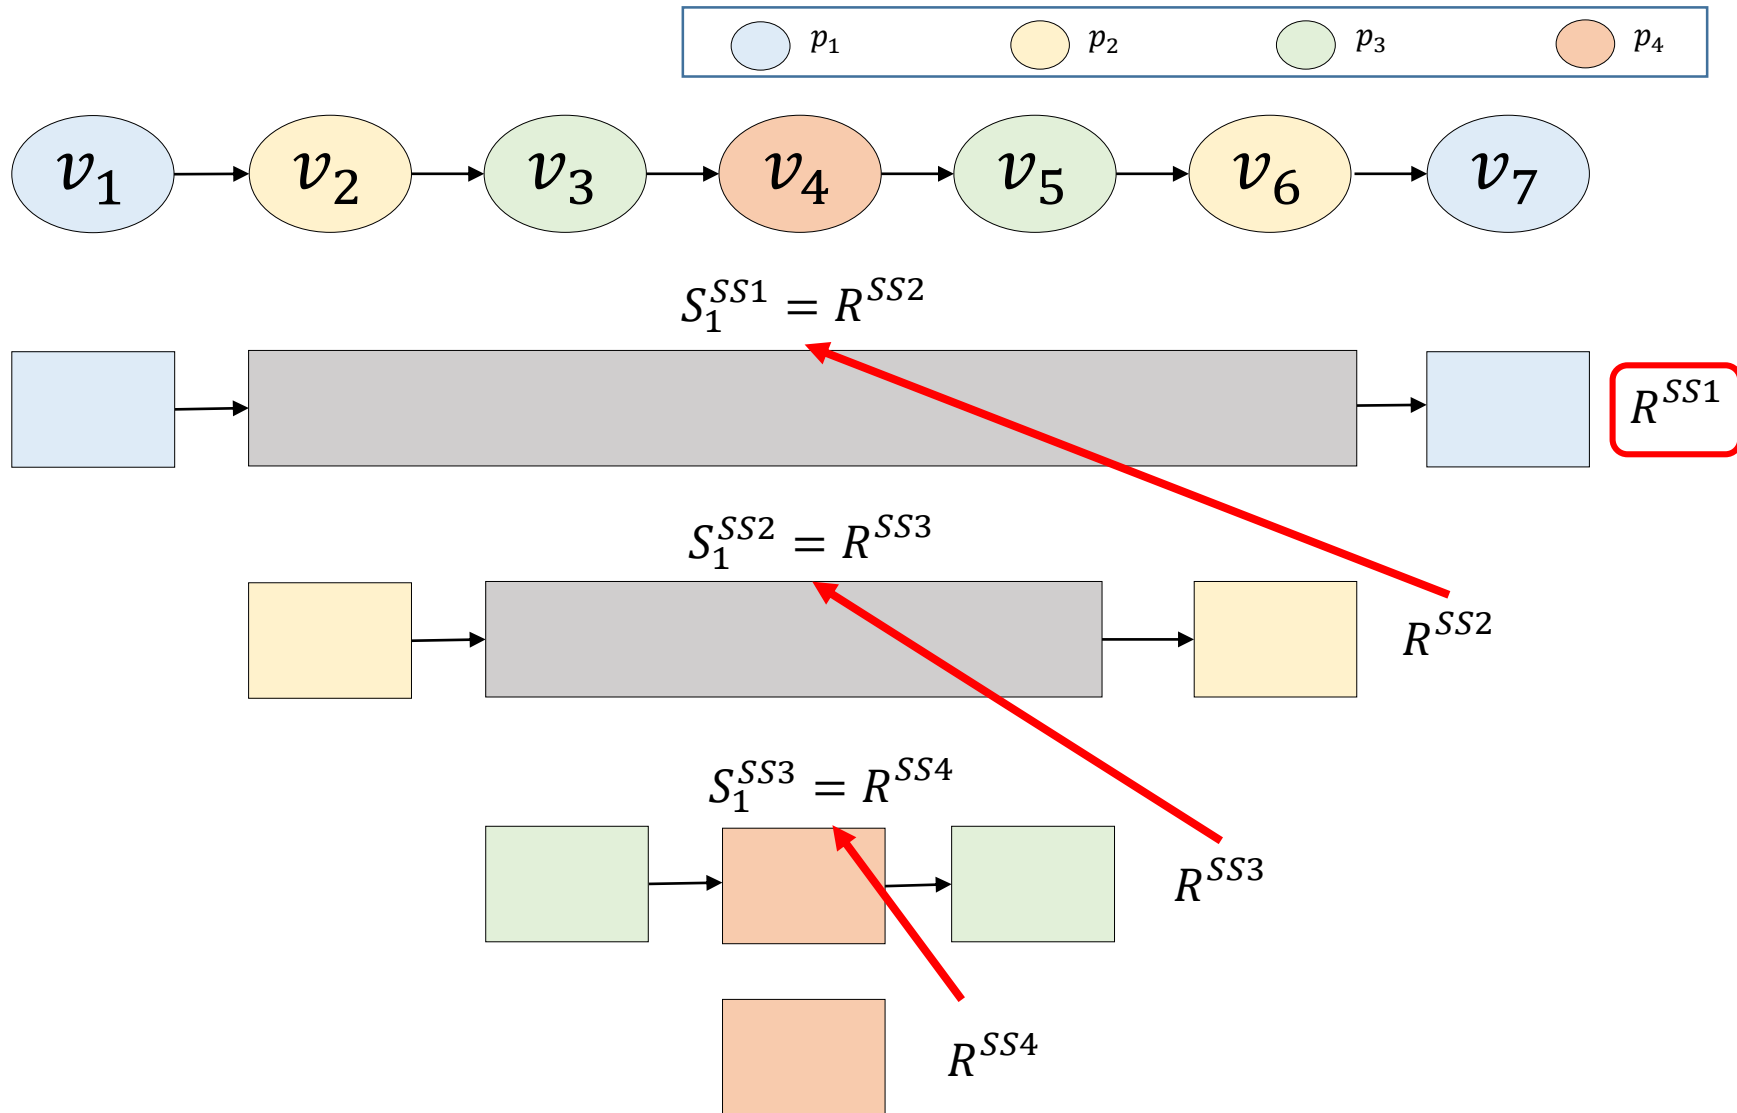 p₁ p₂ p₃ p₄
v₁ v₂ v₃ v₄ v₅ v₆ v₇
S₁^{SS1} = R^{SS2}
R^{SS1}
S₁^{SS2} = R^{SS3}
R^{SS2}
S₁^{SS3} = R^{SS4}
R^{SS3}
R^{SS4}